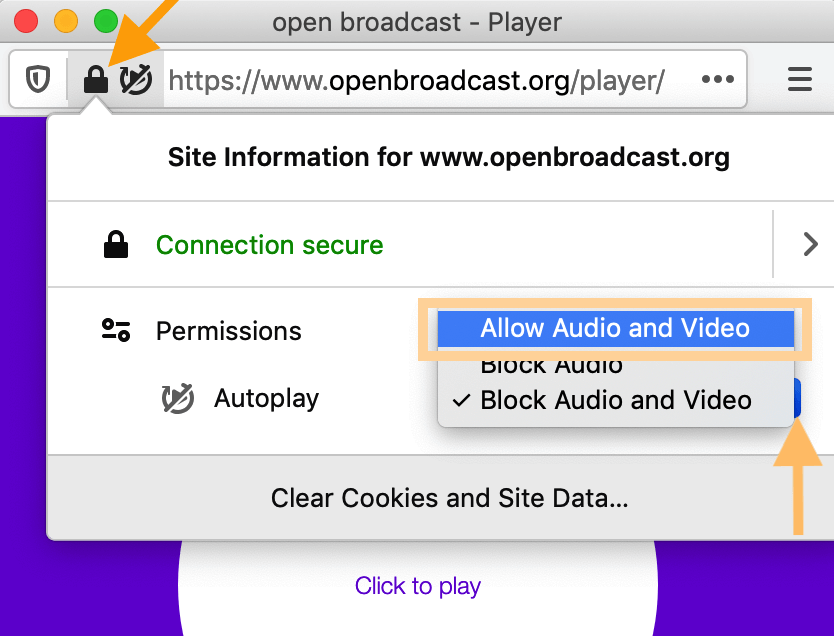 open broadcast - Player
https://www.openbroadcast.org/player/
Site Information for www.openbroadcast.org
Connection secure
Permissions
Allow Audio and Video
Block Audio
Autoplay
✓ Block Audio and Video
Clear Cookies and Site Data...
Click to play